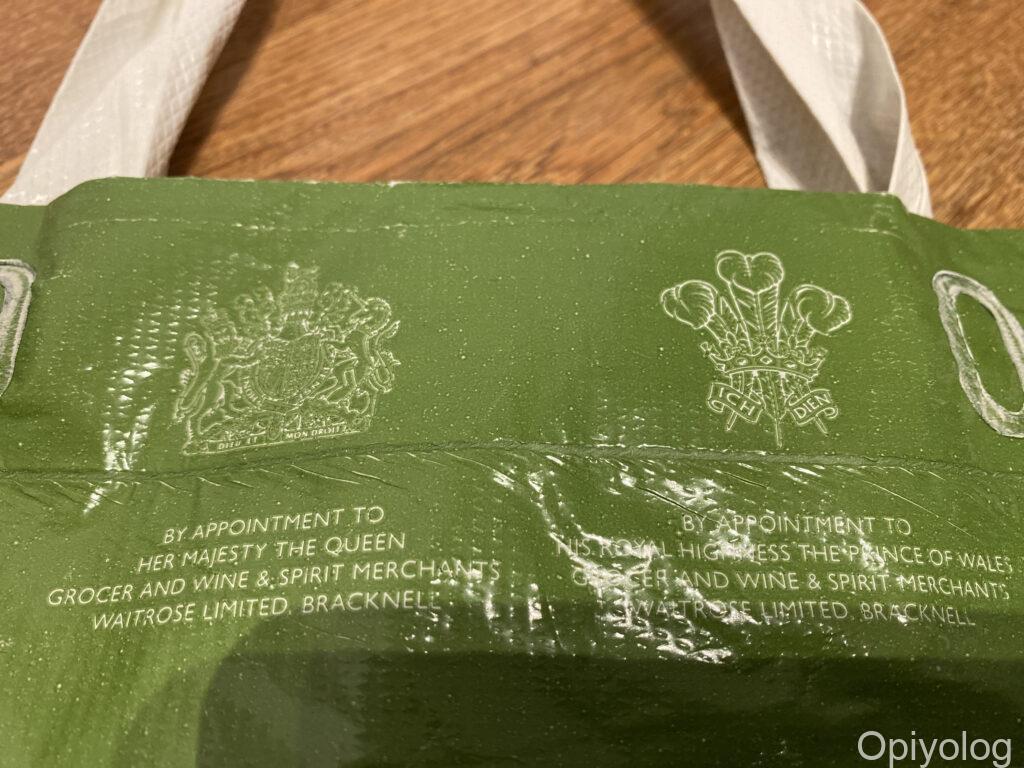 DIEU ET MON DROIT
ICH DIEN
BY APPOINTMENT TO
HER MAJESTY THE QUEEN
GROCER AND WINE & SPIRIT MERCHANTS
WAITROSE LIMITED, BRACKNELL
BY APPOINTMENT TO
HIS ROYAL HIGHNESS THE PRINCE OF WALES
GROCER AND WINE & SPIRIT MERCHANTS
WAITROSE LIMITED, BRACKNELL
Opiyolog